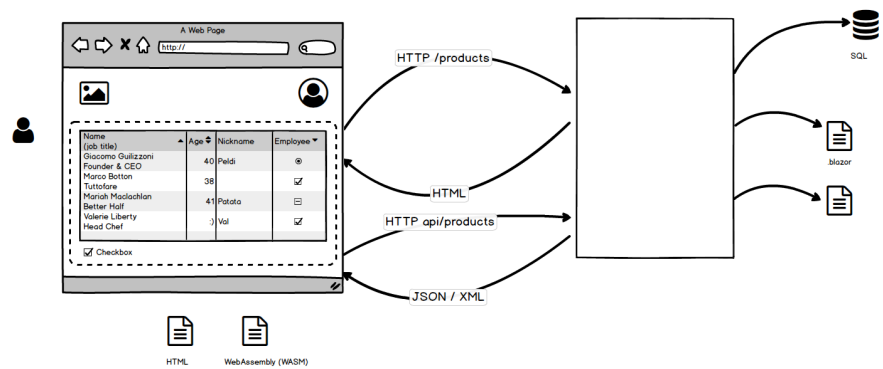 A Web Page
http://
Name
(job title)
Age
Nickname
Employee
Giacomo Guilizzoni
Founder & CEO
40
Peldi
Marco Botton
Tuttofare
38
Mariah Maclachlan
Better Half
41
Patata
Valerie Liberty
Head Chef
:)
Val
Checkbox
HTML
WebAssembly (WASM)
HTTP /products
HTML
HTTP api/products
JSON / XML
SQL
.blazor